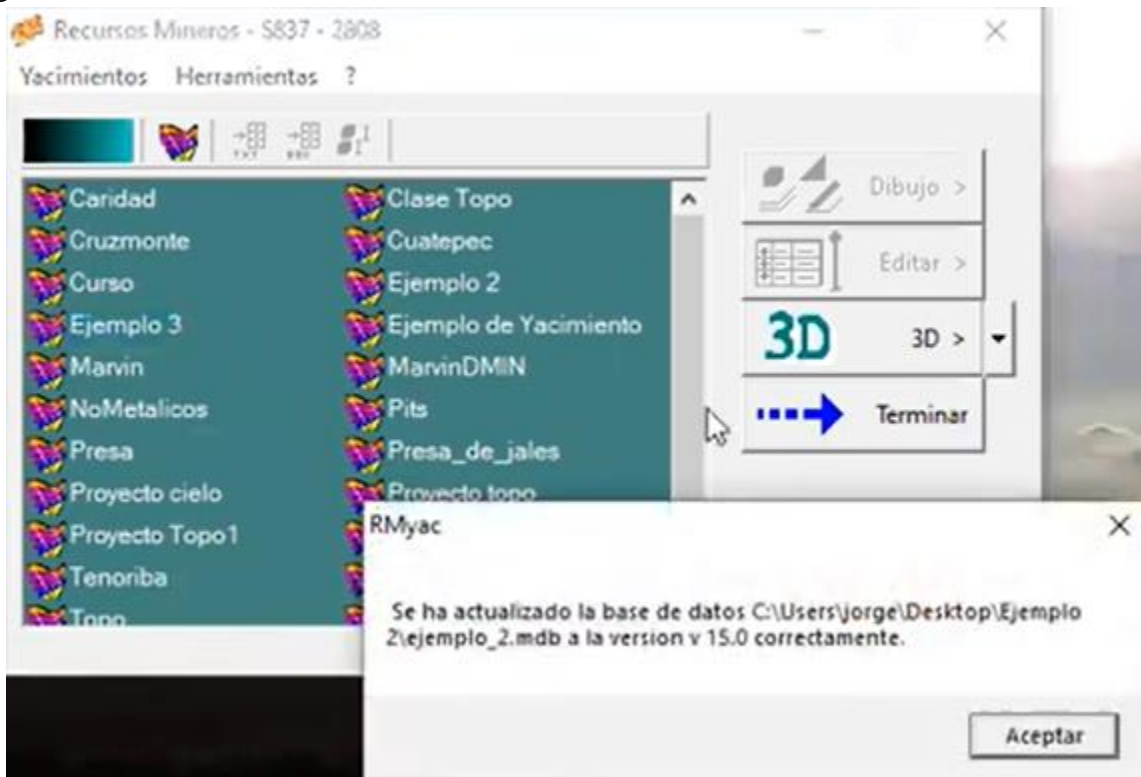 Recursos Mineros - S837 - 2808
Yacimientos Herramientas ?
TXT
Caridad
Clase Topo
Cruzmonte
Cuatepec
Curso
Ejemplo 2
Ejemplo 3
Ejemplo de Yacimiento
Marvin
MarvinDMIN
NoMetalicos
Pits
Presa
Presa_de_jales
Proyecto cielo
Proyecto topo
Proyecto Topo1
Tenoriba
Topo
Dibujo >
Editar >
3D 3D >
Terminar
RMyac
Se ha actualizado la base de datos C:\Users\jorge\Desktop\Ejemplo
2\ejemplo_2.mdb a la version v 15.0 correctamente.
Aceptar